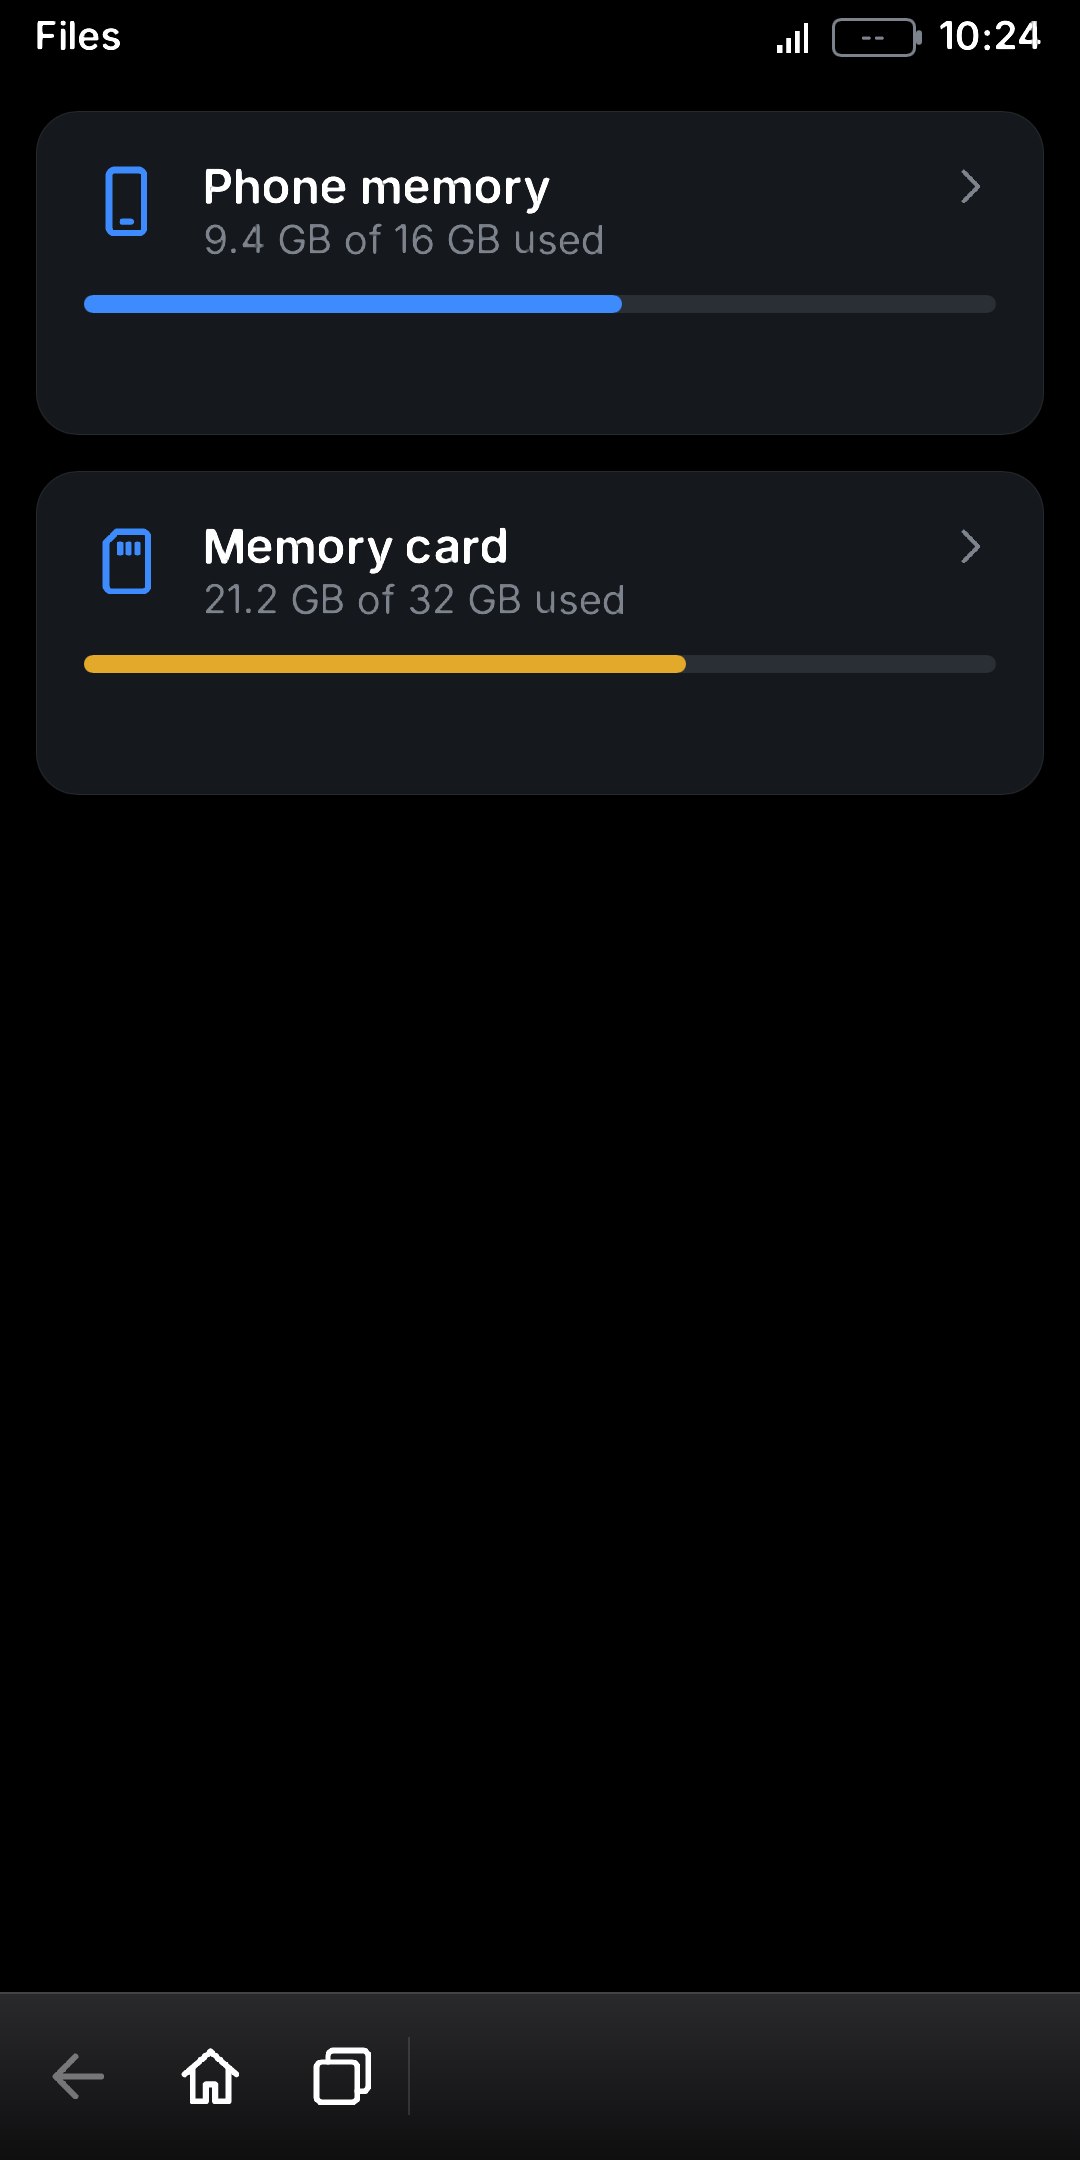 Files
-- 10:24
Phone memory
9.4 GB of 16 GB used
Memory card
21.2 GB of 32 GB used